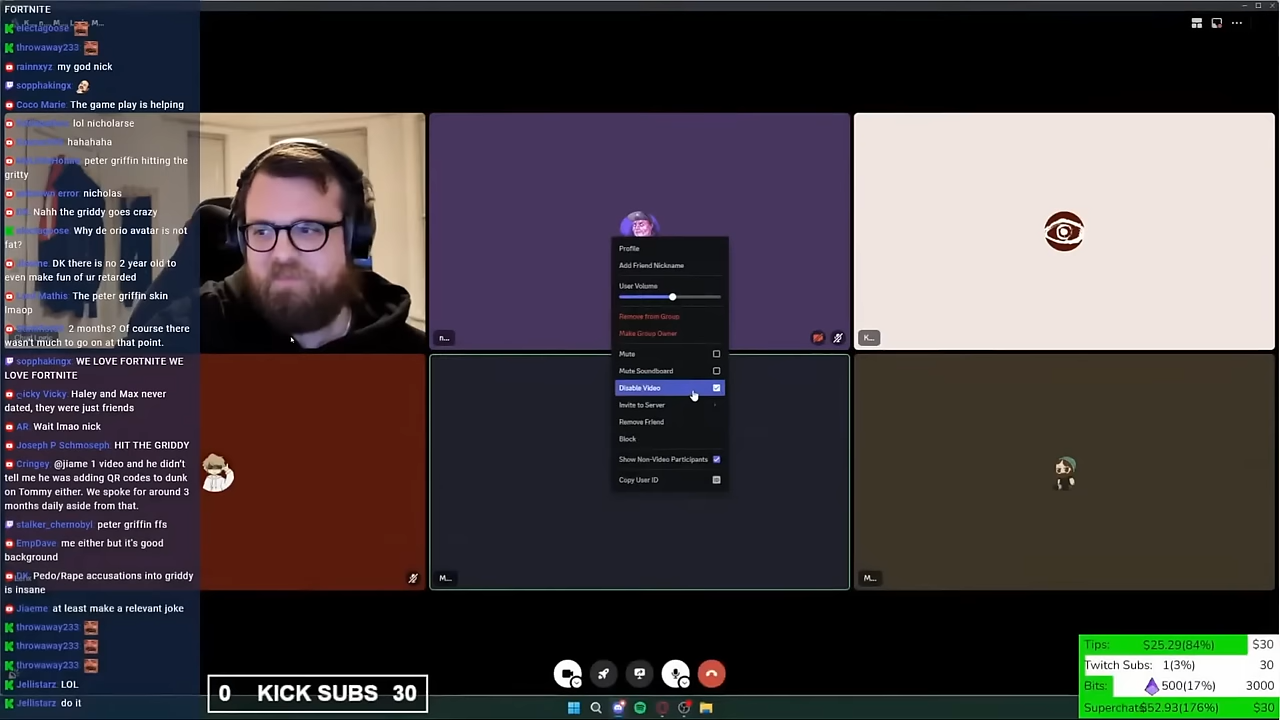 FORTNITE
electagoose
throwaway233
rainnxyz my god nick
sopphakingx
Coco Marie: The game play is helping
lol nicholarse
hahahaha
peter griffin hitting the
gritty
error: nicholas
Nahh the griddy goes crazy
electagoose Why de orio avatar is not
fat?
DK there is no 2 year old to
even make fun of ur retarded
Mathis: The peter griffin skin
lmaop
2 months? Of course there
wasn't much to go on at that point.
sopphakingx: WE LOVE FORTNITE WE
LOVE FORTNITE
icky Vicky: Haley and Max never
dated, they were just friends
AR: Wait lmao nick
Joseph P Schmoseph: HIT THE GRIDDY
Cringey: @jiame 1 video and he didn't
tell me he was adding QR codes to dunk
on Tommy either. We spoke for around 3
months daily aside from that.
stalker_chernobyl: peter griffin ffs
EmpDave: me either but it's good
background
DK: Pedo/Rape accusations into griddy
is insane
Jiaeme: at least make a relevant joke
throwaway233:
throwaway233:
throwaway233:
Jellistarz: LOL
Jellistarz: do it
Profile
Add Friend Nickname
User Volume
Remove from Group
Make Group Owner
Mute
Mute Soundboard
Disable Video
Invite to Server
Remove Friend
Block
Show Non-Video Participants
Copy User ID
n...
K...
M...
M...
0 KICK SUBS 30
Tips: $25.29(84%) $30
Twitch Subs: 1(3%) 30
Bits: 500(17%) 3000
Superchats $52.93(176%) $30